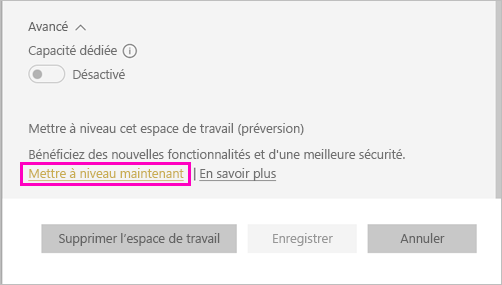 Avancé
Capacité dédiée
Désactivé
Mettre à niveau cet espace de travail (préversion)
Bénéficiez des nouvelles fonctionnalités et d'une meilleure sécurité.
Mettre à niveau maintenant | En savoir plus
Supprimer l'espace de travail Enregistrer Annuler